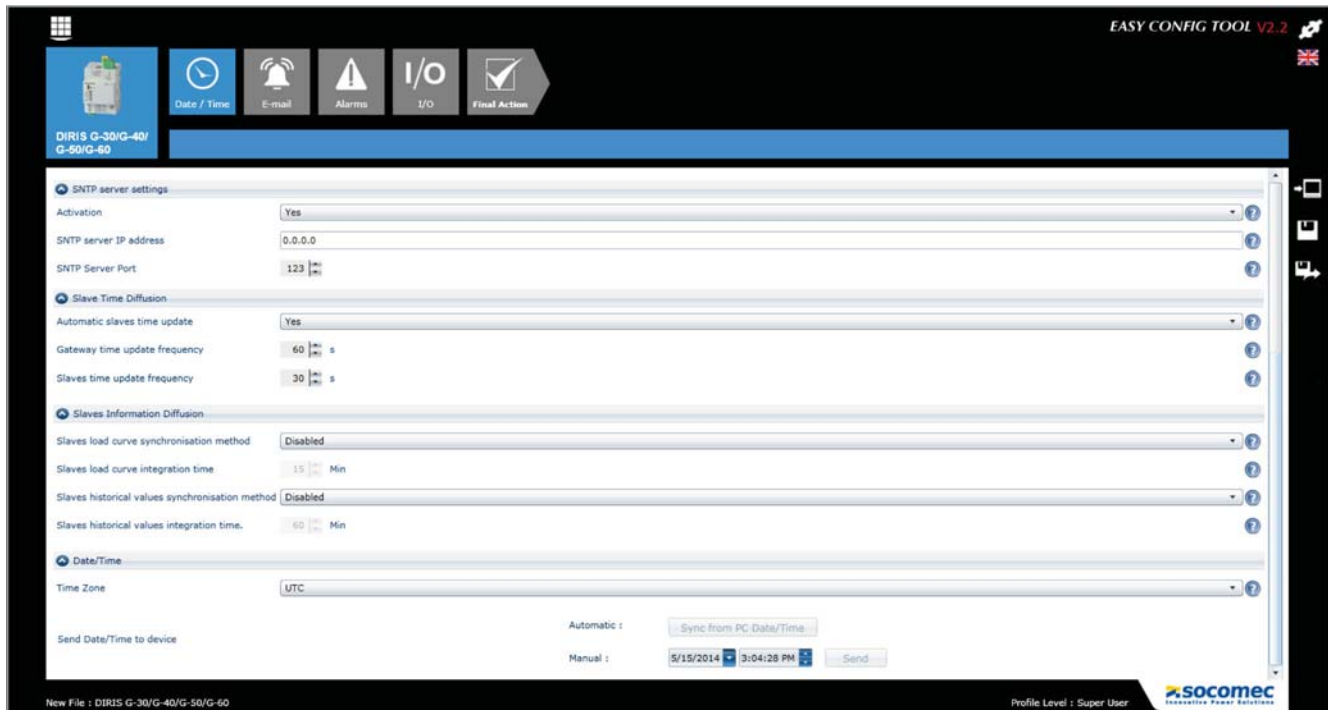 EASY CONFIG TOOL V2.2
Date / Time
E-mail
Alarms
I/O
I/O
Final Action
DIRIS G-30/G-40/
G-50/G-60
SNTP server settings
Activation Yes
SNTP server IP address 0.0.0.0
SNTP Server Port 123
Slave Time Diffusion
Automatic slaves time update Yes
Gateway time update frequency 60 s
Slaves time update frequency 30 s
Slaves Information Diffusion
Slaves load curve synchronisation method Disabled
Slaves load curve integration time 15 Min
Slaves historical values synchronisation method Disabled
Slaves historical values integration time. 60 Min
Date/Time
Time Zone UTC
Send Date/Time to device
Automatic : Sync from PC Date/Time
Manual : 5/15/2014 3:04:28 PM Send
New File : DIRIS G-30/G-40/G-50/G-60
Profile Level : Super User
socomec
Innovative Power Solutions